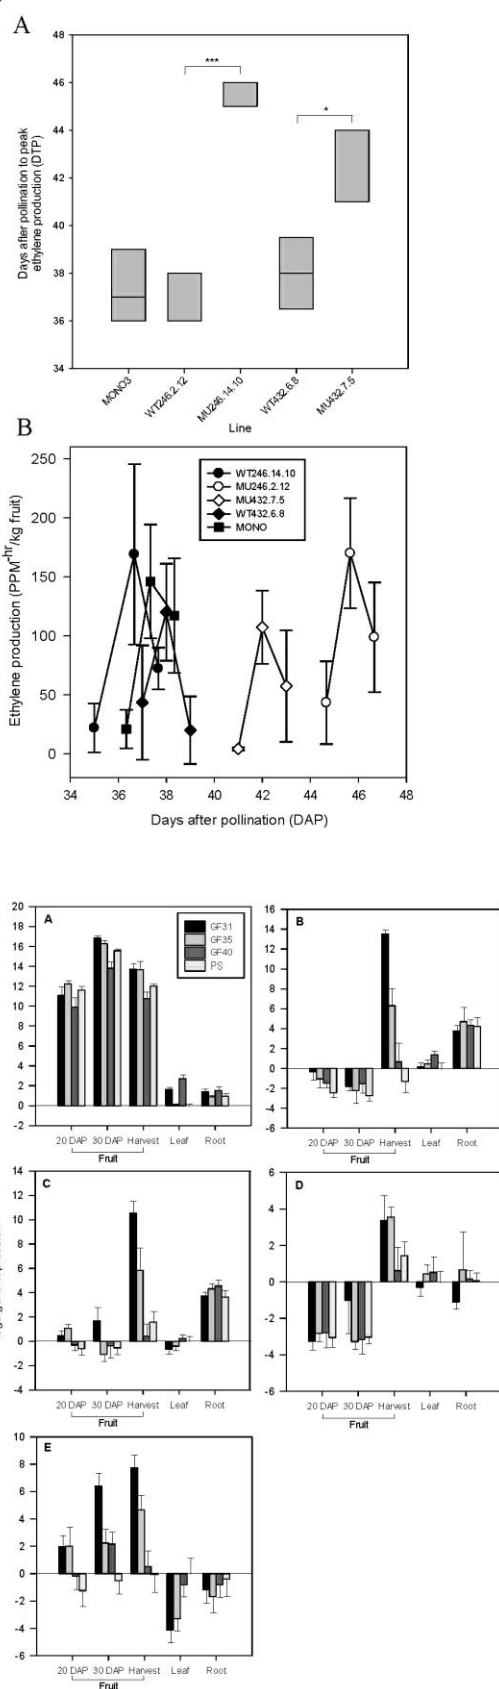 A
48
46
44
42
40
38
36
34
Days after pollination to peak
ethylene production (DTP)
***
*
MONO3
WT246.2.12
MU246.14.10
WT432.6.8
MU432.7.5
Line
B
250
200
150
100
50
0
Ethylene production (PPM-hr/kg fruit)
WT246.14.10
MU246.2.12
MU432.7.5
WT432.6.8
MONO
34 36 38 40 42 44 46 48
Days after pollination (DAP)
A
20
18
16
14
12
10
8
6
4
2
0
-2
GF31
GF35
GF40
PS
20 DAP 30 DAP Harvest Leaf Root
Fruit
B
16
14
12
10
8
6
4
2
0
-2
-4
-6
20 DAP 30 DAP Harvest Leaf Root
Fruit
C
14
12
10
8
6
4
2
0
-2
-4
20 DAP 30 DAP Harvest Leaf Root
Fruit
D
6
4
2
0
-2
-4
-6
20 DAP 30 DAP Harvest Leaf Root
Fruit
E
10
8
6
4
2
0
-2
-4
-6
20 DAP 30 DAP Harvest Leaf Root
Fruit